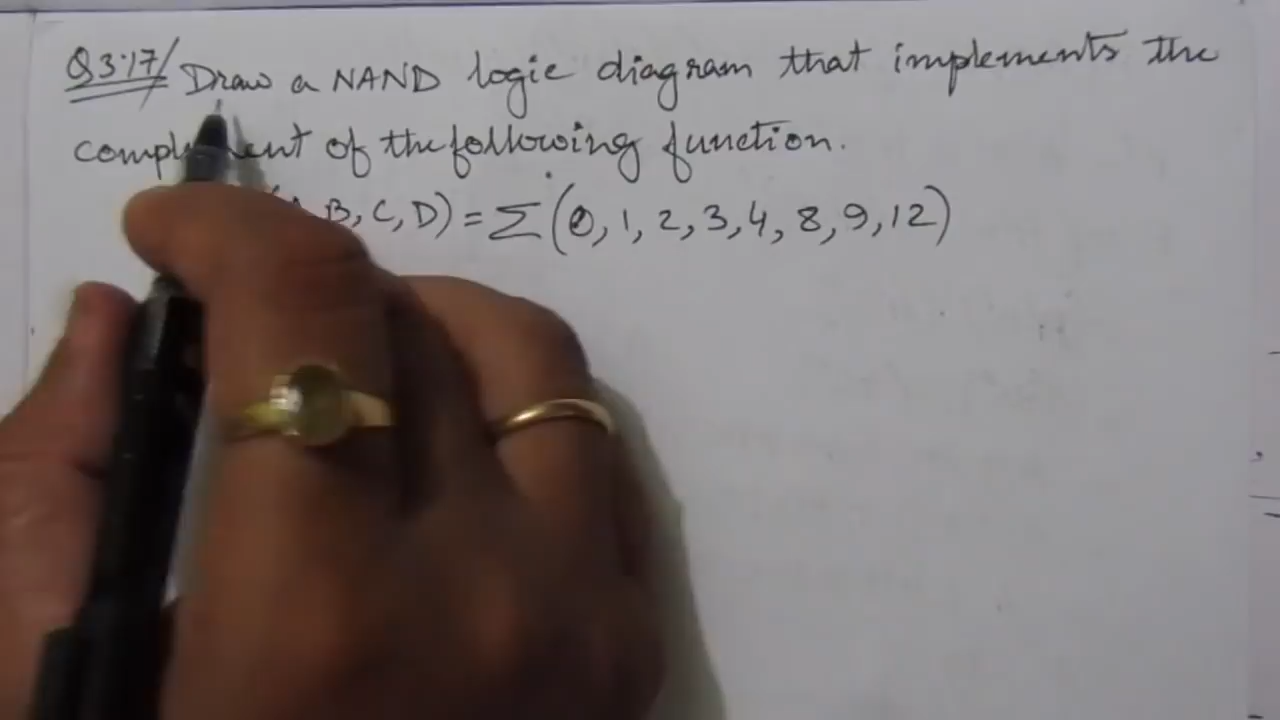 Q3.17/ Draw a NAND logic diagram that implements the
of the following function.
B, C, D) = Σ (0, 1, 2, 3, 4, 8, 9, 12)